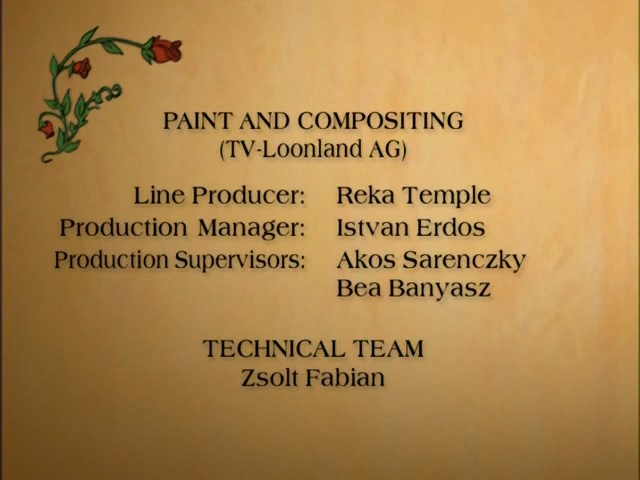 PAINT AND COMPOSITING
(TV-Loonland AG)
Line Producer: Reka Temple
Production Manager: Istvan Erdos
Production Supervisors: Akos Sarenczky
Bea Banyasz
TECHNICAL TEAM
Zsolt Fabian